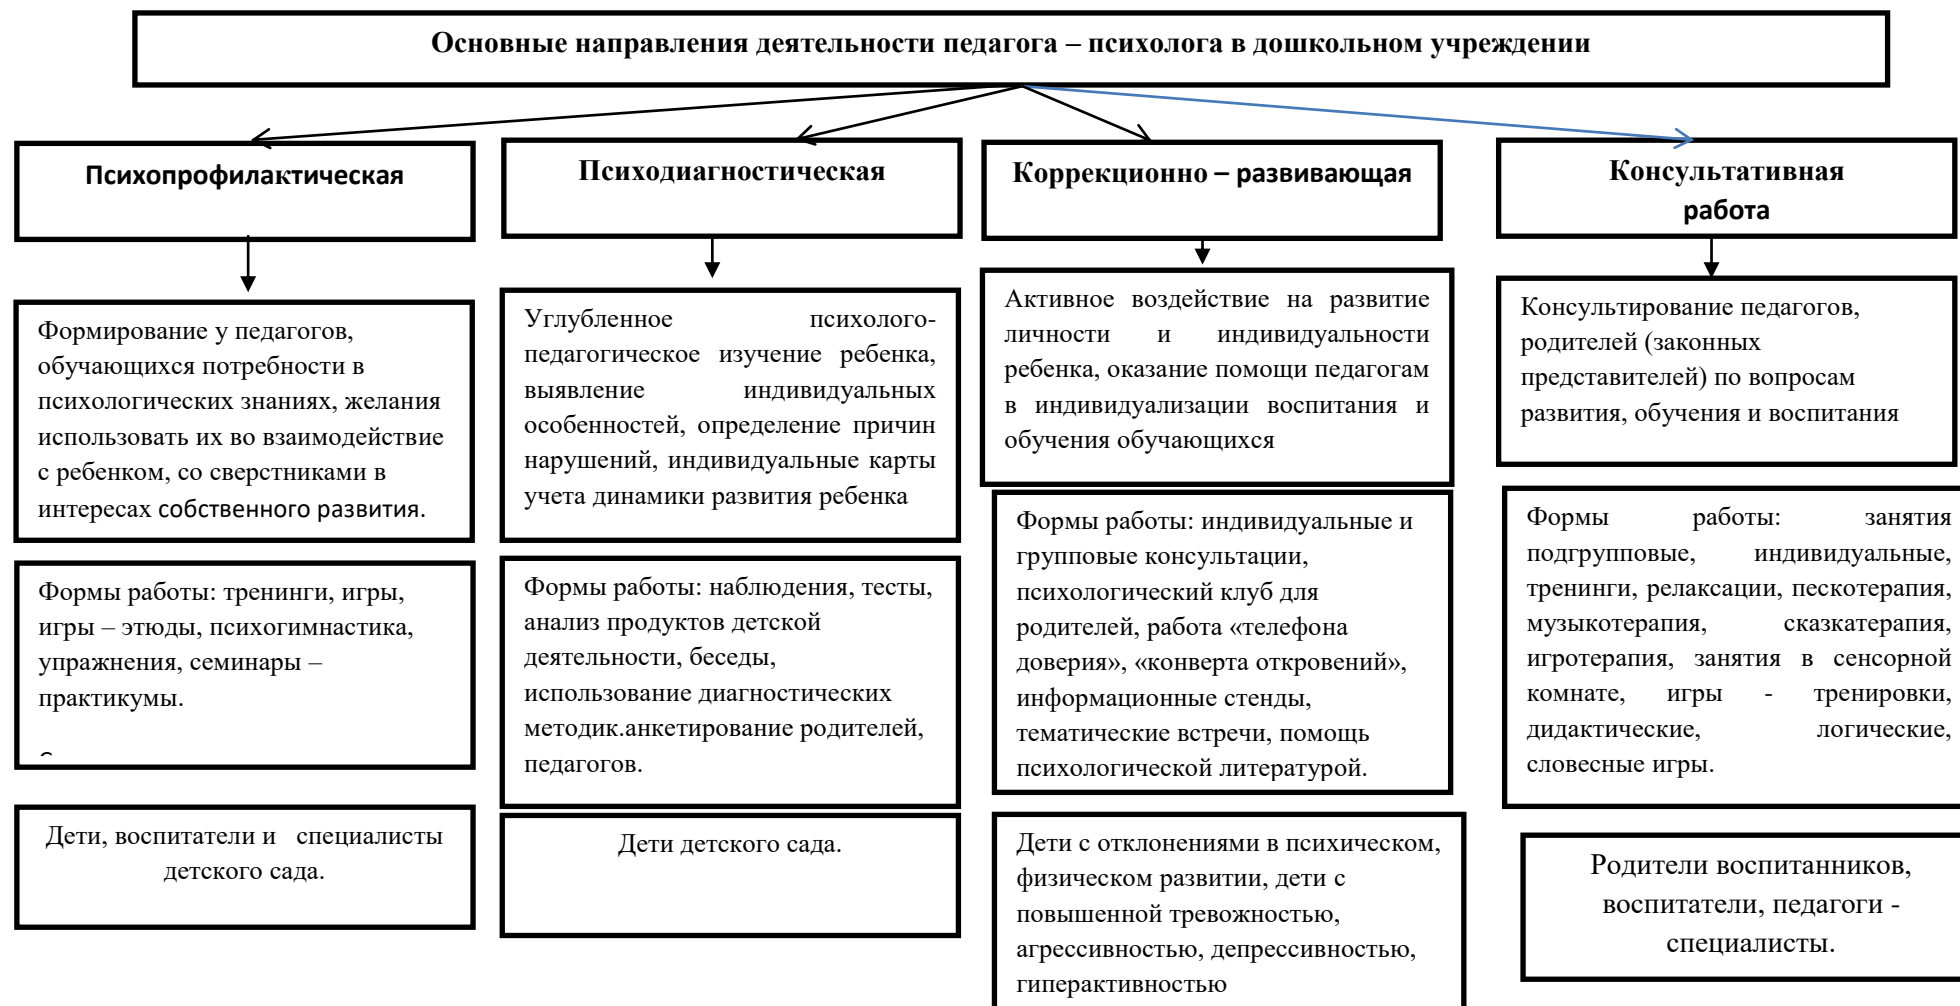 Основные направления деятельности педагога – психолога в дошкольном учреждении
Психопрофилактическая
Формирование у педагогов,
обучающихся потребности в
психологических знаниях, желания
использовать их во взаимодействие
с ребенком, со сверстниками в
интересах собственного развития.
Формы работы: тренинги, игры,
игры – этюды, психогимнастика,
упражнения, семинары –
практикумы.
Дети, воспитатели и специалисты
детского сада.
Психодиагностическая
Углубленное психолого-
педагогическое изучение ребенка,
выявление индивидуальных
особенностей, определение причин
нарушений, индивидуальные карты
учета динамики развития ребенка
Формы работы: наблюдения, тесты,
анализ продуктов детской
деятельности, беседы,
использование диагностических
методик.анкетирование родителей,
педагогов.
Дети детского сада.
Коррекционно – развивающая
Активное воздействие на развитие
личности и индивидуальности
ребенка, оказание помощи педагогам
в индивидуализации воспитания и
обучения обучающихся
Формы работы: индивидуальные и
групповые консультации,
психологический клуб для
родителей, работа «телефона
доверия», «конверта откровений»,
информационные стенды,
тематические встречи, помощь
психологической литературой.
Дети с отклонениями в психическом,
физическом развитии, дети с
повышенной тревожностью,
агрессивностью, депрессивностью,
гиперактивностью
Консультативная
работа
Консультирование педагогов,
родителей (законных
представителей) по вопросам
развития, обучения и воспитания
Формы работы: занятия
подгрупповые, индивидуальные,
тренинги, релаксации, пескотерапия,
музыкотерапия, сказкатерапия,
игротерапия, занятия в сенсорной
комнате, игры - тренировки,
дидактические, логические,
словесные игры.
Родители воспитанников,
воспитатели, педагоги -
специалисты.